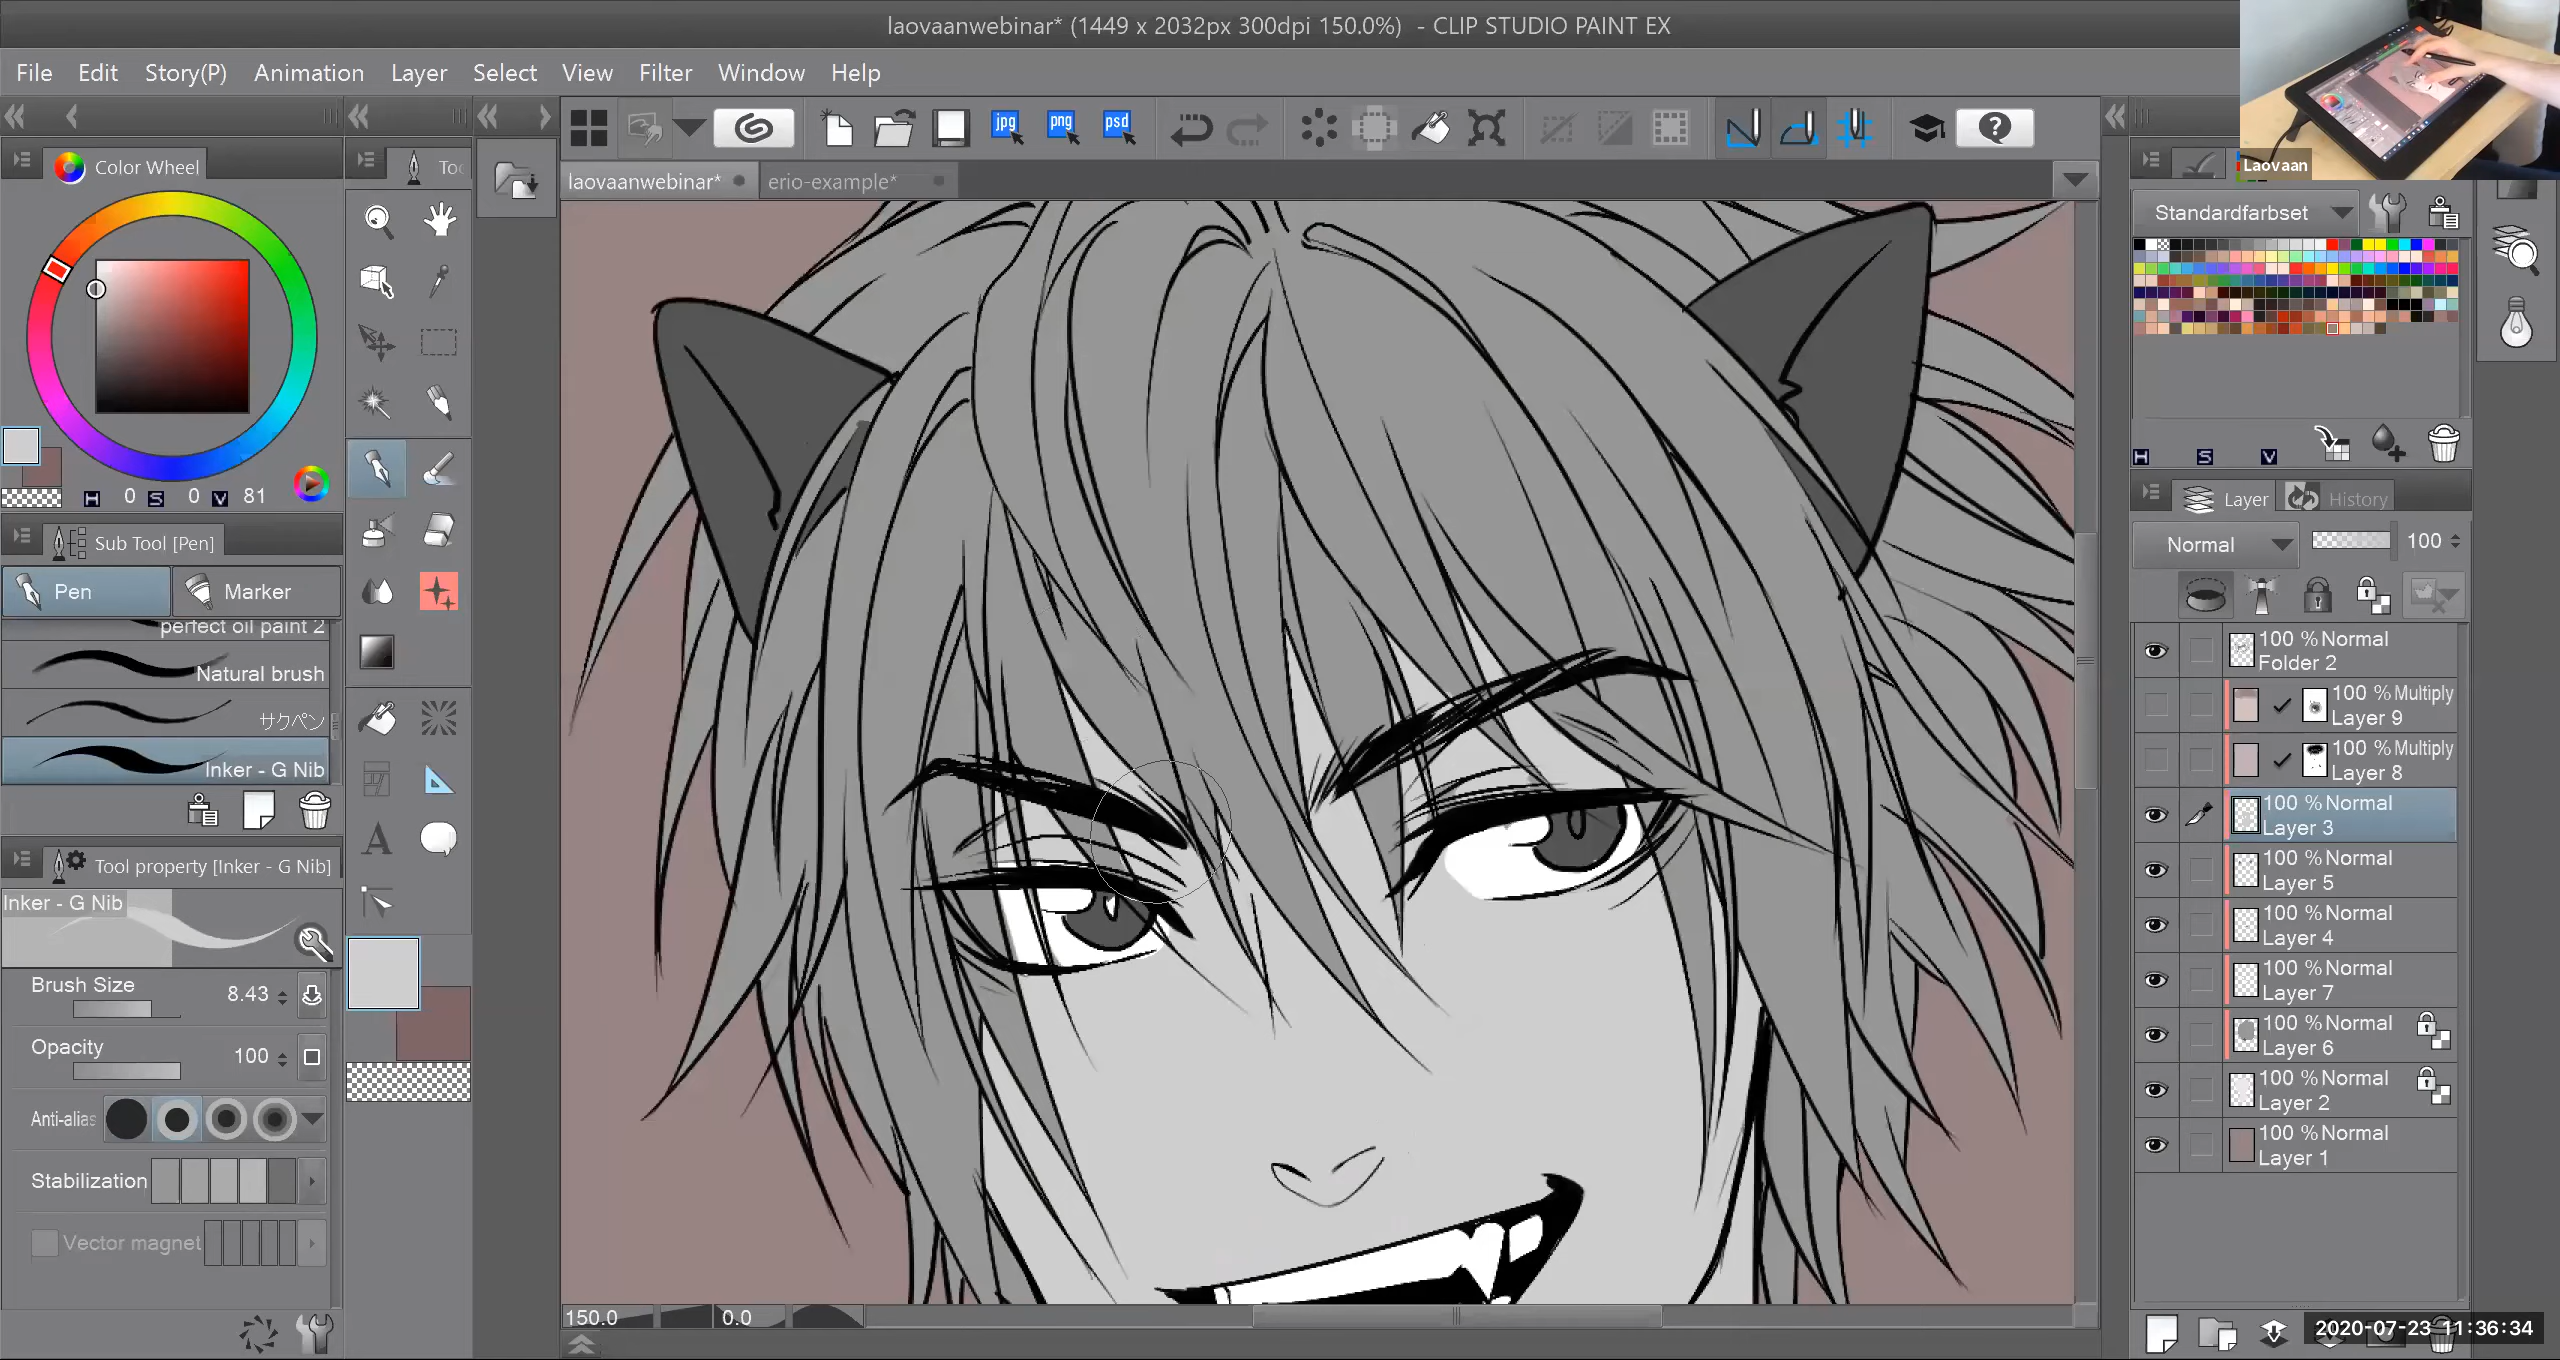 laovaanwebinar* (1449 x 2032px 300dpi 150.0%) - CLIP STUDIO PAINT EX
File Edit Story(P) Animation Layer Select View Filter Window Help
jpg png psd
Laovaan
Color Wheel
laovaanwebinar* erio-example*
Standardfarbset
H 0 S 0 V 81
H S V
Layer History
Normal 100
Sub Tool [Pen]
Pen Marker
perfect oil paint 2
Natural brush
サクペン
Inker - G Nib
Tool property [Inker - G Nib]
Inker - G Nib
Brush Size 8.43
Opacity 100
Anti-alias
Stabilization
Vector magnet
A
100 % Normal
Folder 2
100 % Multiply
Layer 9
100 % Multiply
Layer 8
100 % Normal
Layer 3
100 % Normal
Layer 5
100 % Normal
Layer 4
100 % Normal
Layer 7
100 % Normal
Layer 6
100 % Normal
Layer 2
100 % Normal
Layer 1
150.0 0.0
2020-07-23 11:36:34